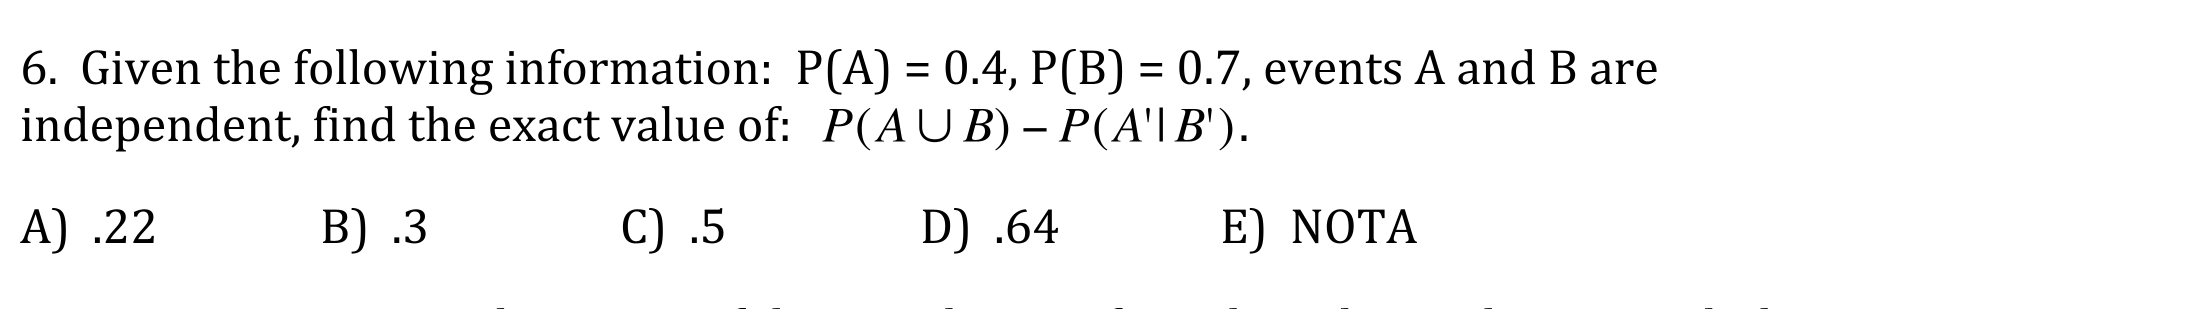 6. Given the following information: P(A) = 0.4, P(B) = 0.7, events A and B are
independent, find the exact value of: P(A ∪ B) – P(A'| B').
A) .22 B) .3 C) .5 D) .64 E) NOTA